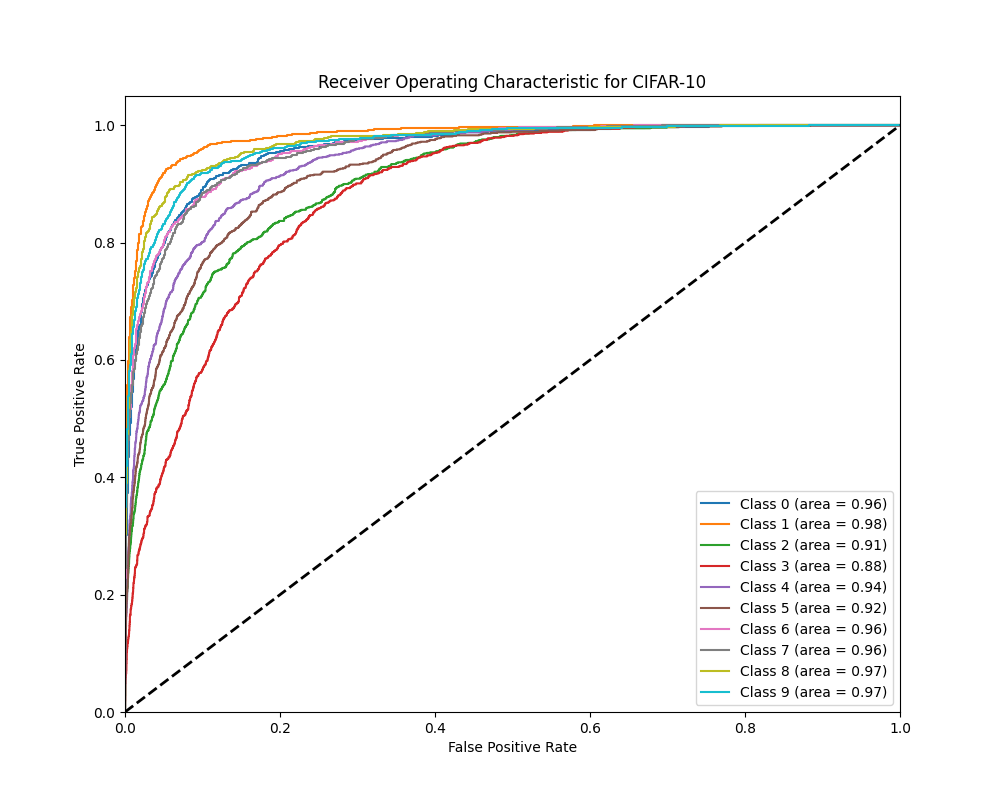 Receiver Operating Characteristic for CIFAR-10
1.0
0.8
0.6
0.4
0.2
0.0
True Positive Rate
Class 0 (area = 0.96)
Class 1 (area = 0.98)
Class 2 (area = 0.91)
Class 3 (area = 0.88)
Class 4 (area = 0.94)
Class 5 (area = 0.92)
Class 6 (area = 0.96)
Class 7 (area = 0.96)
Class 8 (area = 0.97)
Class 9 (area = 0.97)
0.0 0.2 0.4 0.6 0.8 1.0
False Positive Rate